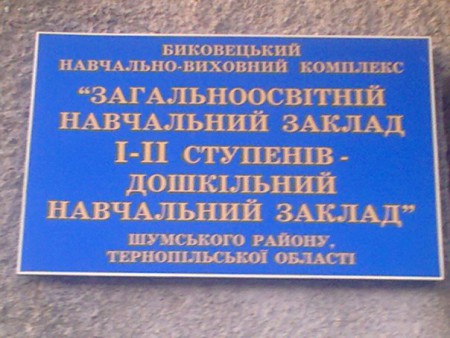 БИКОВЕЦЬКИЙ
НАВЧАЛЬНО-ВИХОВНИЙ КОМПЛЕКС
“ЗАГАЛЬНООСВІТНІЙ
НАВЧАЛЬНИЙ ЗАКЛАД
І-ІІ СТУПЕНІВ -
ДОШКІЛЬНИЙ
НАВЧАЛЬНИЙ ЗАКЛАД”
ШУМСЬКОГО РАЙОНУ,
ТЕРНОПІЛЬСЬКОЇ ОБЛАСТІ